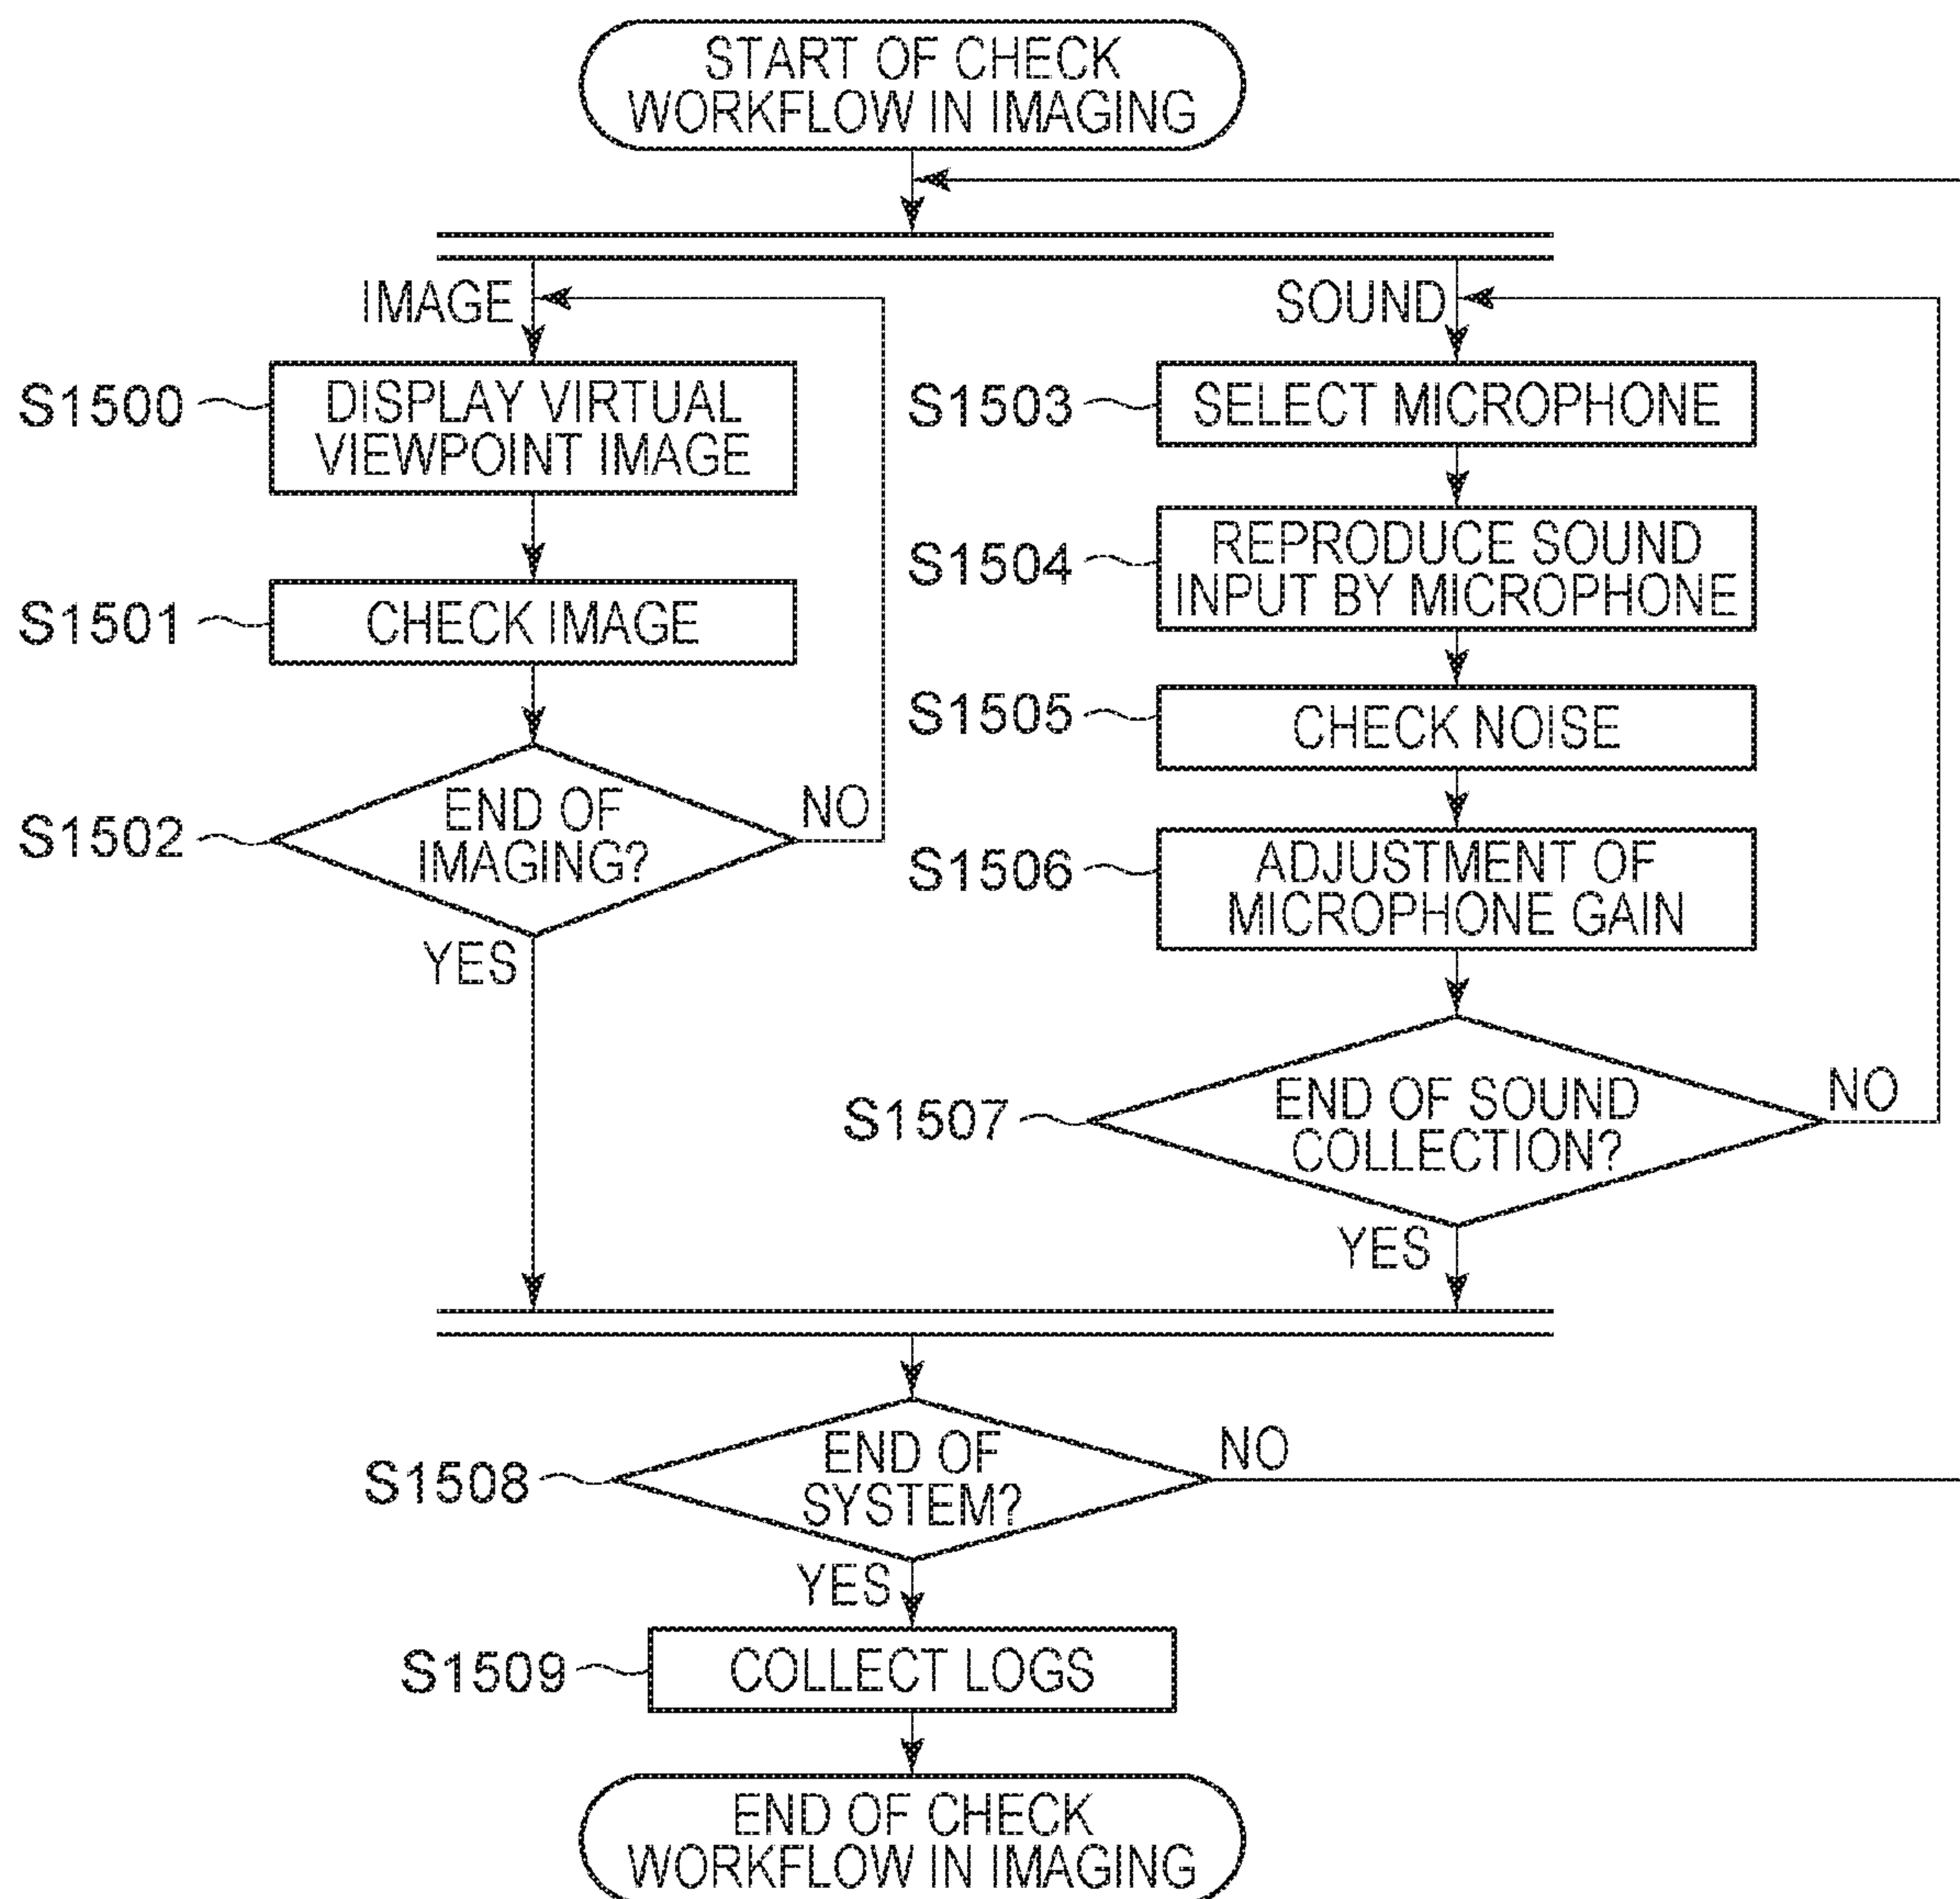 START OF CHECK
WORKFLOW IN IMAGING
IMAGE
S1500
DISPLAY VIRTUAL
VIEWPOINT IMAGE
S1501
CHECK IMAGE
S1502
END OF
IMAGING?
NO
YES
SOUND
S1503
SELECT MICROPHONE
S1504
REPRODUCE SOUND
INPUT BY MICROPHONE
S1505
CHECK NOISE
S1506
ADJUSTMENT OF
MICROPHONE GAIN
S1507
END OF SOUND
COLLECTION?
NO
YES
S1508
END OF
SYSTEM?
NO
YES
S1509
COLLECT LOGS
END OF CHECK
WORKFLOW IN IMAGING